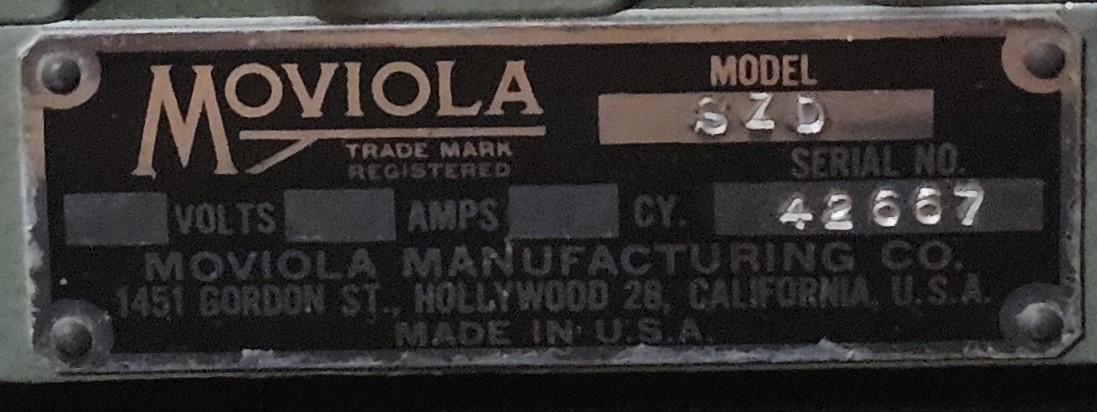 MOVIOLA
TRADE MARK
REGISTERED
MODEL
SZD
SERIAL NO.
42667
VOLTS AMPS CY.
MOVIOLA MANUFACTURING CO.
1451 GORDON ST., HOLLYWOOD 28, CALIFORNIA, U.S.A.
MADE IN U.S.A.